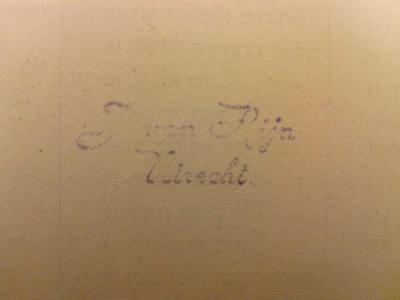 J. van Rijn
Utrecht.